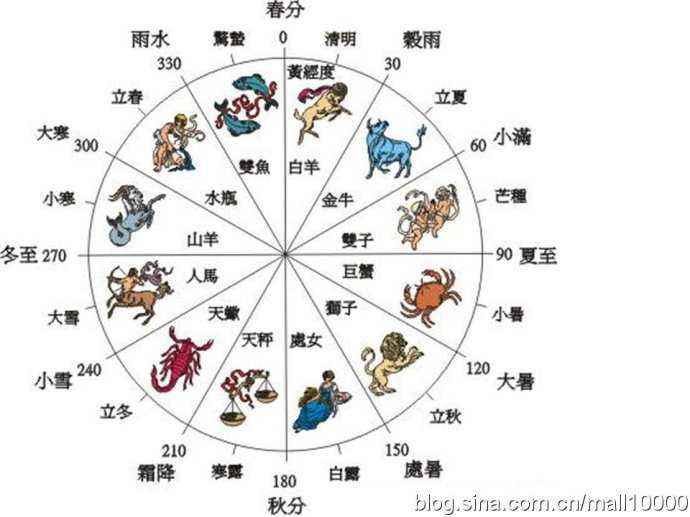 春分
雨水
驚蟄
0
清明
穀雨
330
黃經度
30
立春
立夏
大寒
300
60
小滿
雙魚
白羊
小寒
水瓶
金牛
芒種
山羊
雙子
冬至
270
90
夏至
人馬
巨蟹
大雪
天蠍
獅子
小暑
天秤
處女
小雪
240
120
大暑
立冬
立秋
210
150
霜降
寒露
180
白露
處暑
秋分
blog.sina.com.cn/mall10000